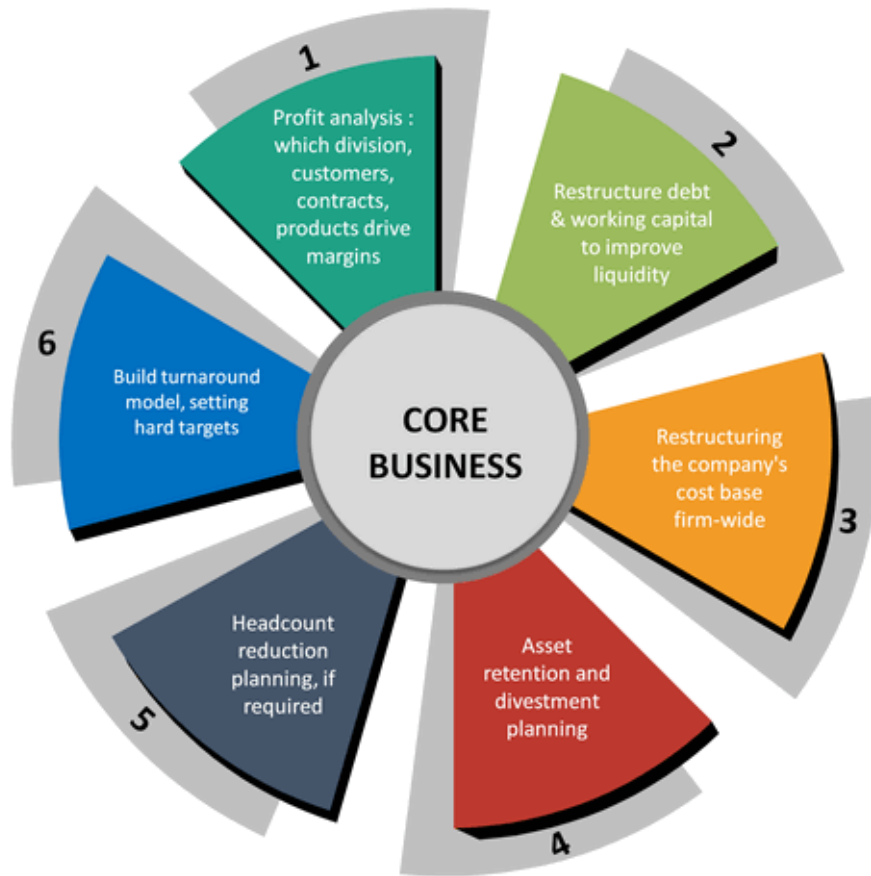 1
Profit analysis :
which division,
customers,
contracts,
products drive
margins
2
Restructure debt
& working capital
to improve
liquidity
3
Restructuring
the company's
cost base
firm-wide
4
Asset
retention and
divestment
planning
5
Headcount
reduction
planning, if
required
6
Build turnaround
model, setting
hard targets
CORE
BUSINESS